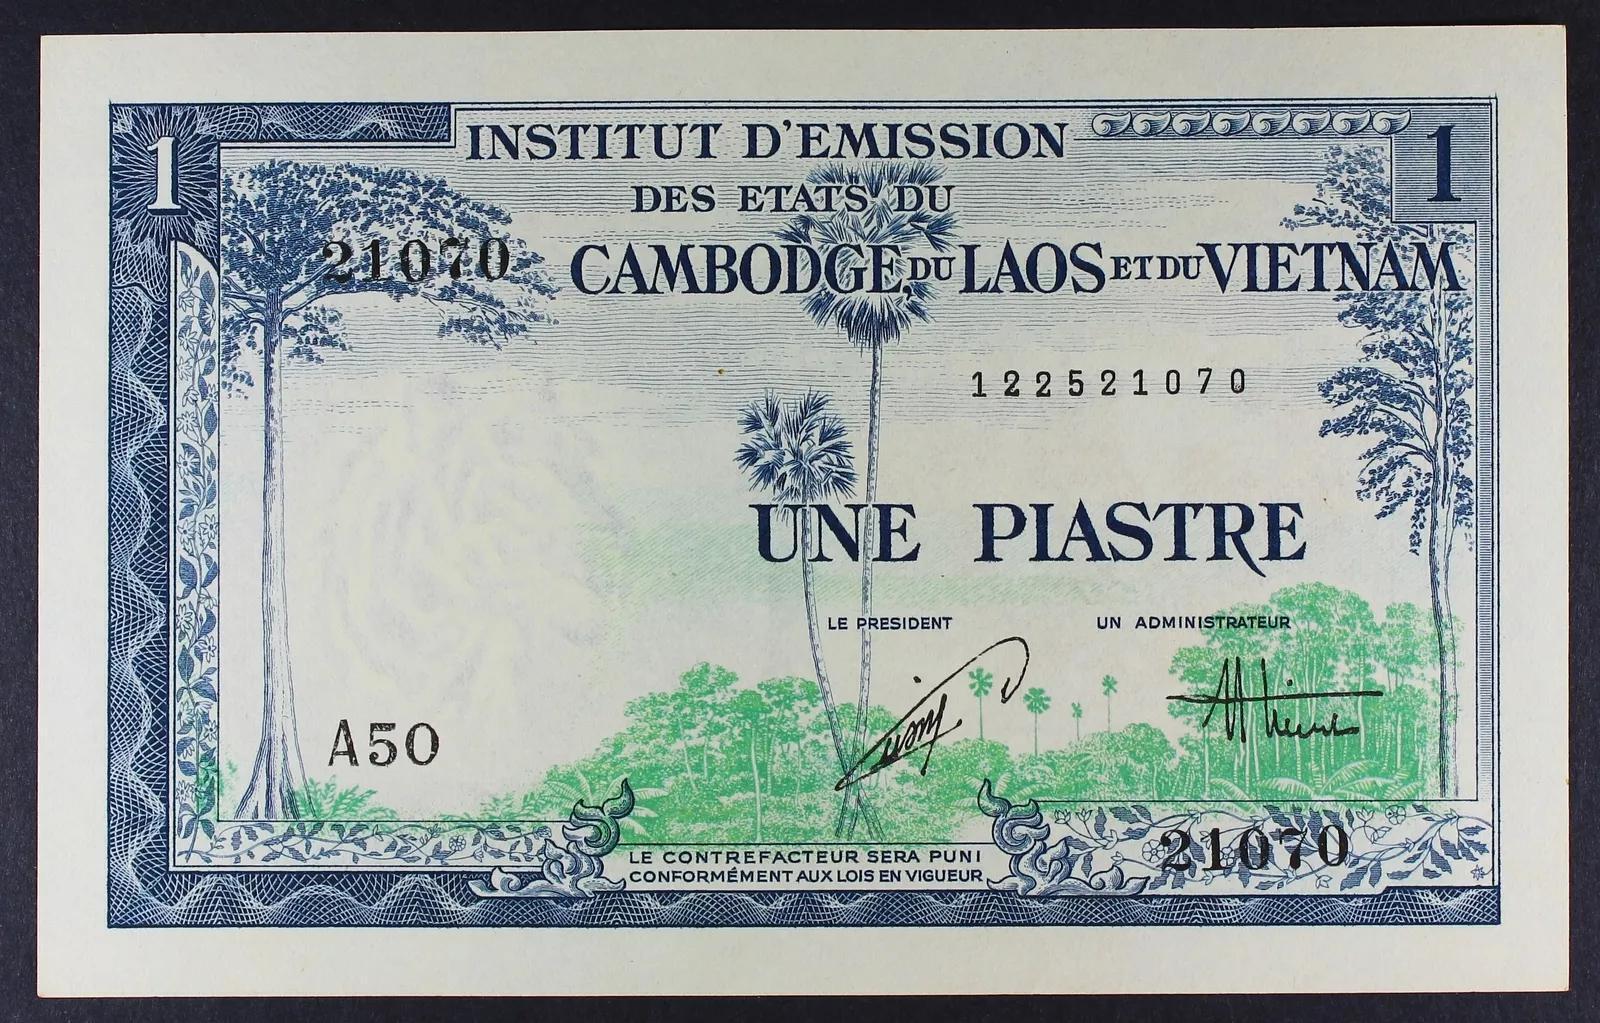 1
INSTITUT D'EMISSION
1
DES ETATS DU
21070
CAMBODGE, DU LAOS ET DU VIETNAM
122521070
UNE PIASTRE
LE PRESIDENT
UN ADMINISTRATEUR
A50
21070
LE CONTREFACTEUR SERA PUNI
CONFORMÉMENT AUX LOIS EN VIGUEUR